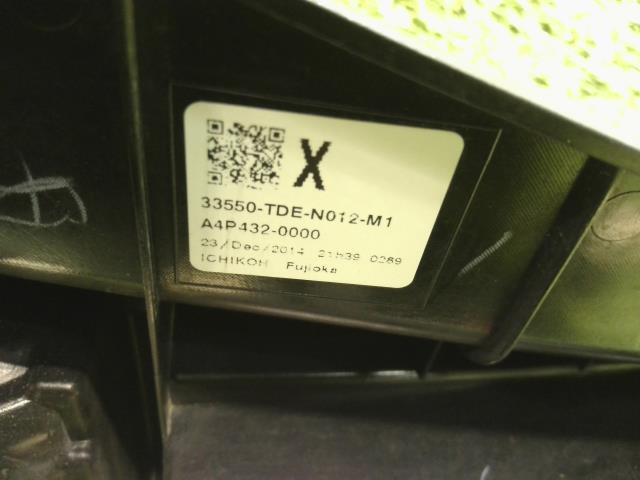 X
33550-TDE-N012-M1
A4P432-0000
23/Dec/2014 21h39 0289
ICHIKOH Fujioka